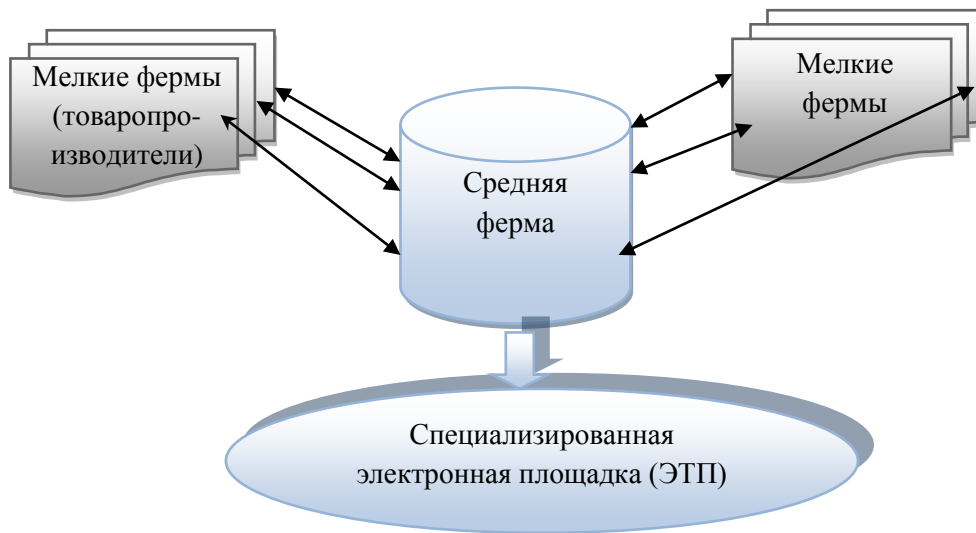 Мелкие фермы
(товаропро-
изводители)
Средняя
ферма
Мелкие
фермы
Специализированная
электронная площадка (ЭТП)